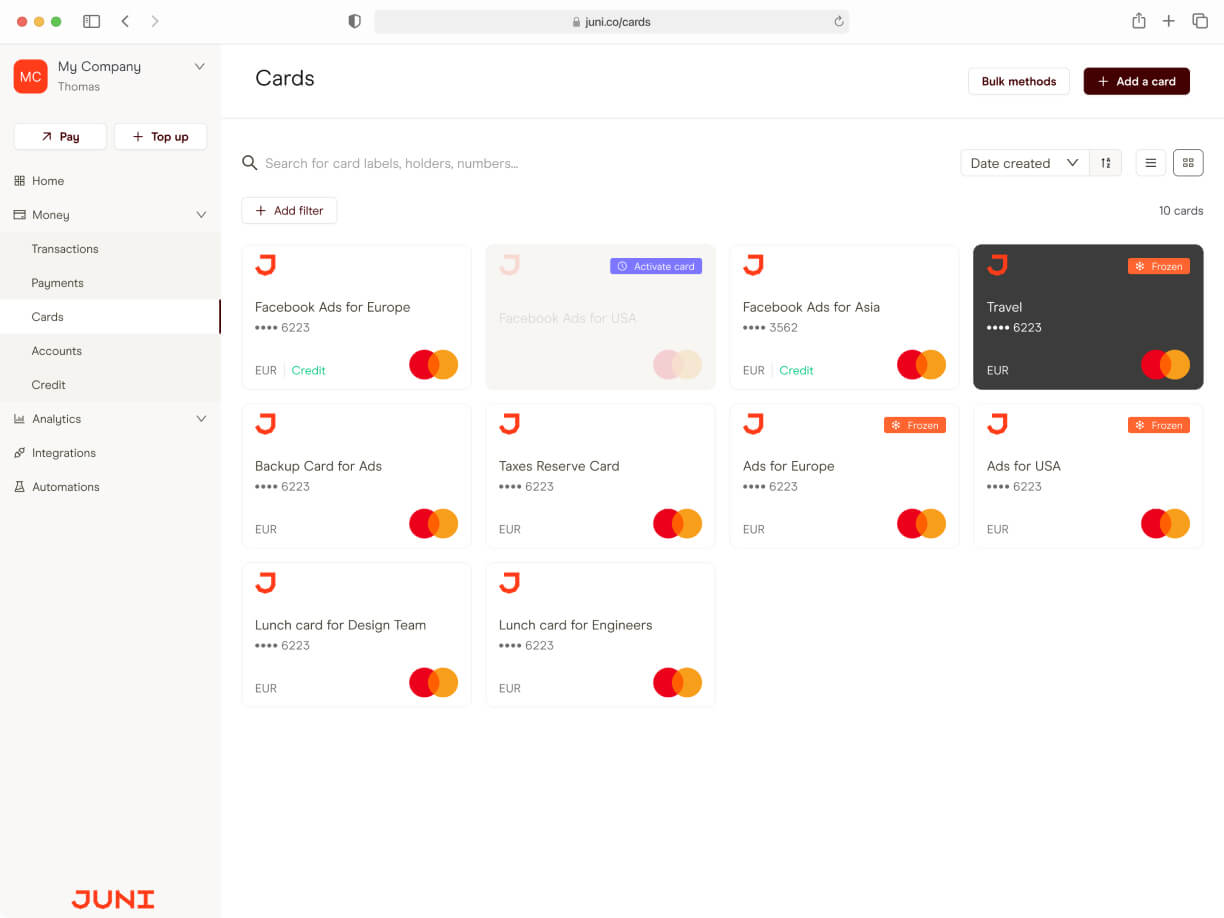 juni.co/cards
MC
My Company
Thomas
Pay
Top up
Home
Money
Transactions
Payments
Cards
Accounts
Credit
Analytics
Integrations
Automations
JUNI
Cards
Bulk methods
Add a card
Search for card labels, holders, numbers...
Date created
Add filter
10 cards
Facebook Ads for Europe
•••• 6223
EUR | Credit
Activate card
Facebook Ads for USA
Facebook Ads for Asia
•••• 3562
EUR | Credit
Frozen
Travel
•••• 6223
EUR
Backup Card for Ads
•••• 6223
EUR
Taxes Reserve Card
•••• 6223
EUR
Frozen
Ads for Europe
•••• 6223
EUR
Frozen
Ads for USA
•••• 6223
EUR
Lunch card for Design Team
•••• 6223
EUR
Lunch card for Engineers
•••• 6223
EUR